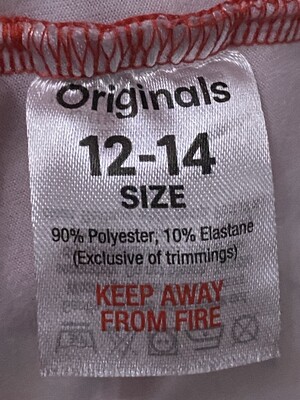 Originals
12-14
SIZE
90% Polyester, 10% Elastane
(Exclusive of trimmings)
KEEP AWAY
FROM FIRE